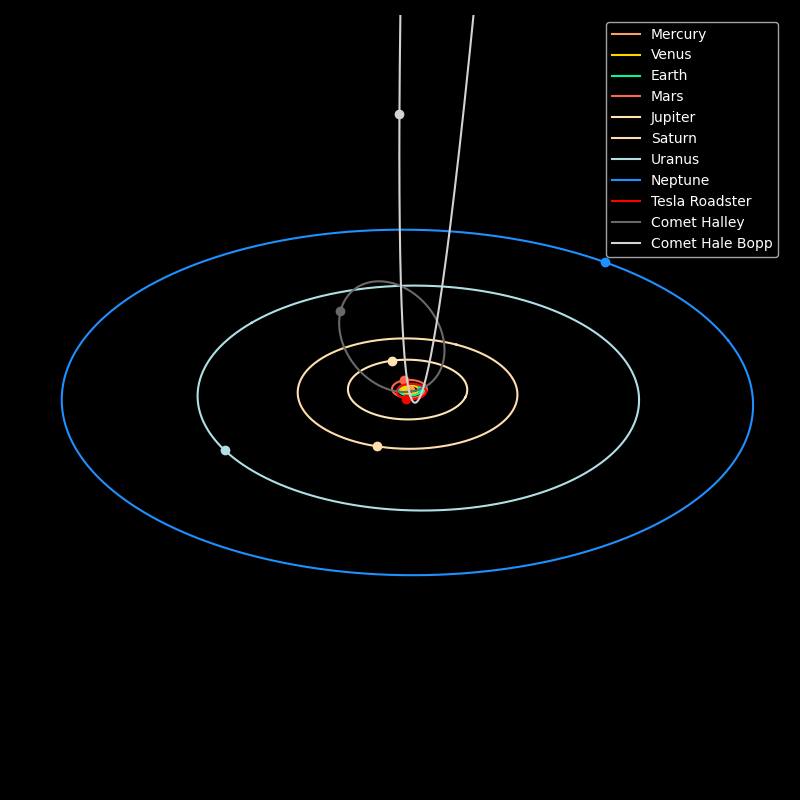 Mercury
Venus
Earth
Mars
Jupiter
Saturn
Uranus
Neptune
Tesla Roadster
Comet Halley
Comet Hale Bopp